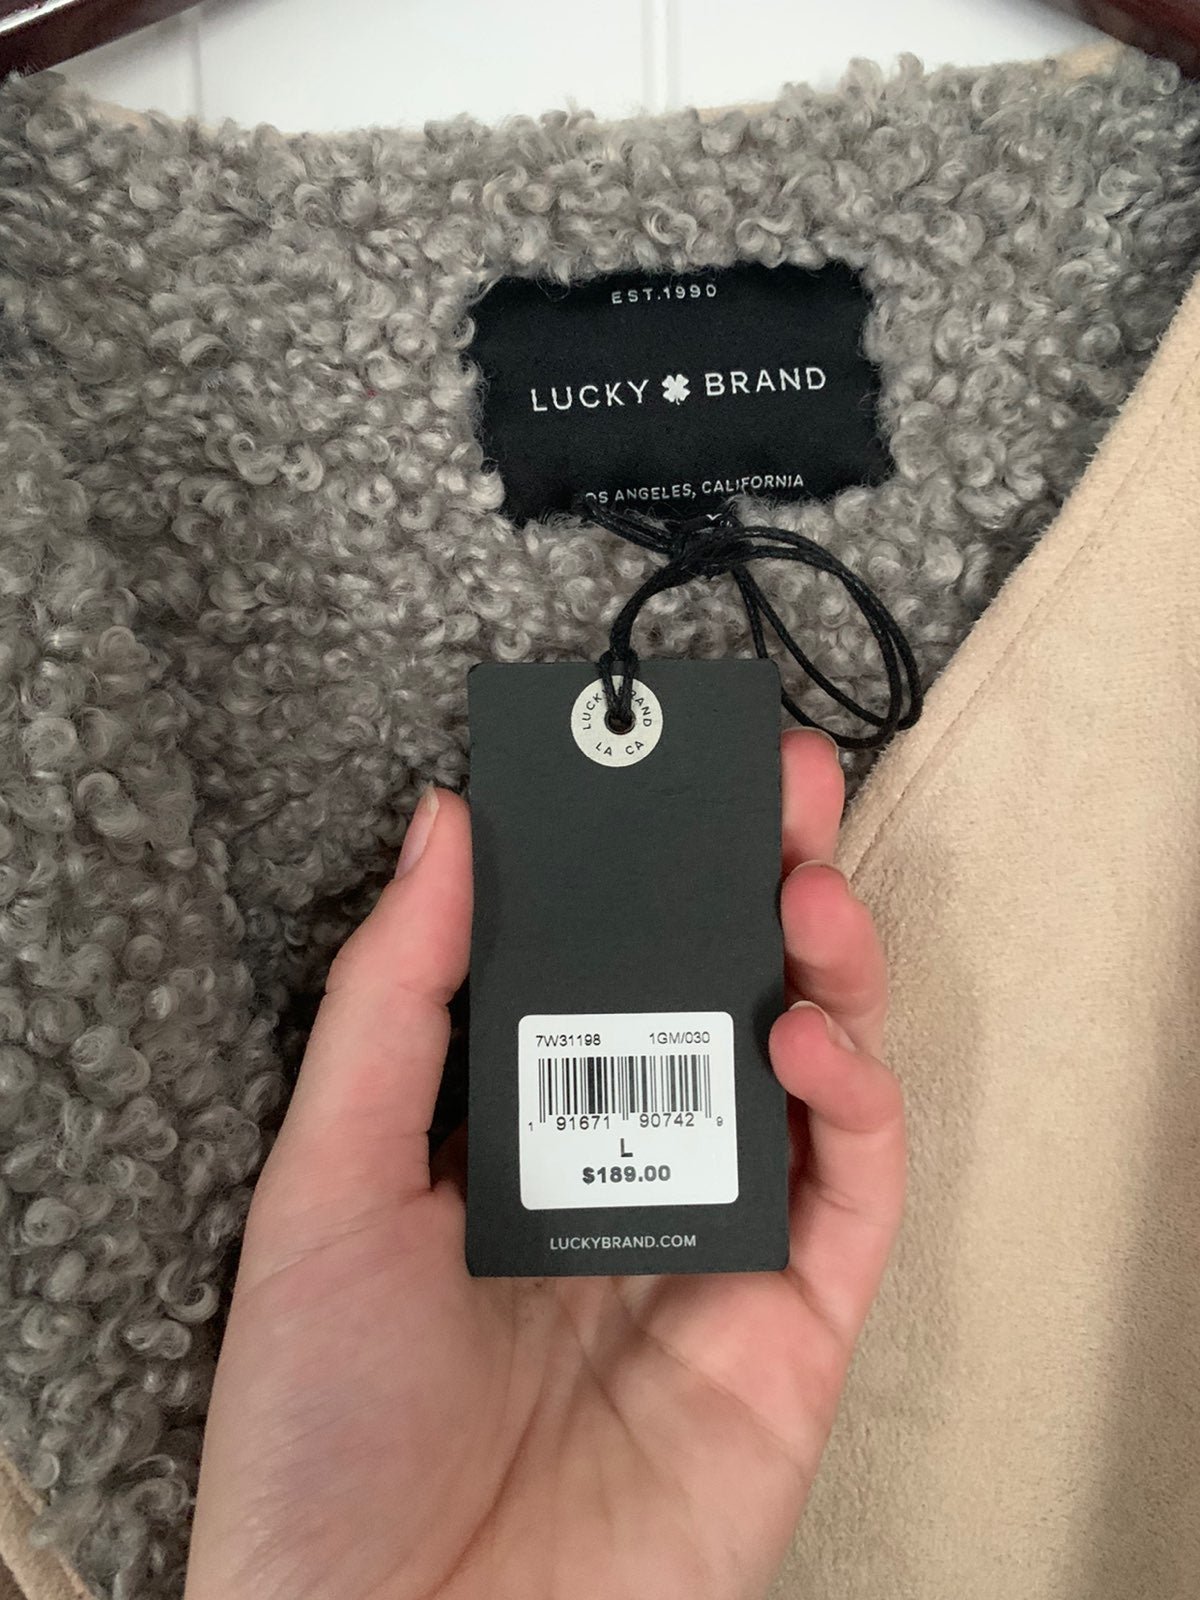 EST.1990
LUCKY BRAND
OS ANGELES, CALIFORNIA
LUCKY BRAND
LA CA
7W31198 1GM/030
1 91671 90742 9
L
$189.00
LUCKYBRAND.COM